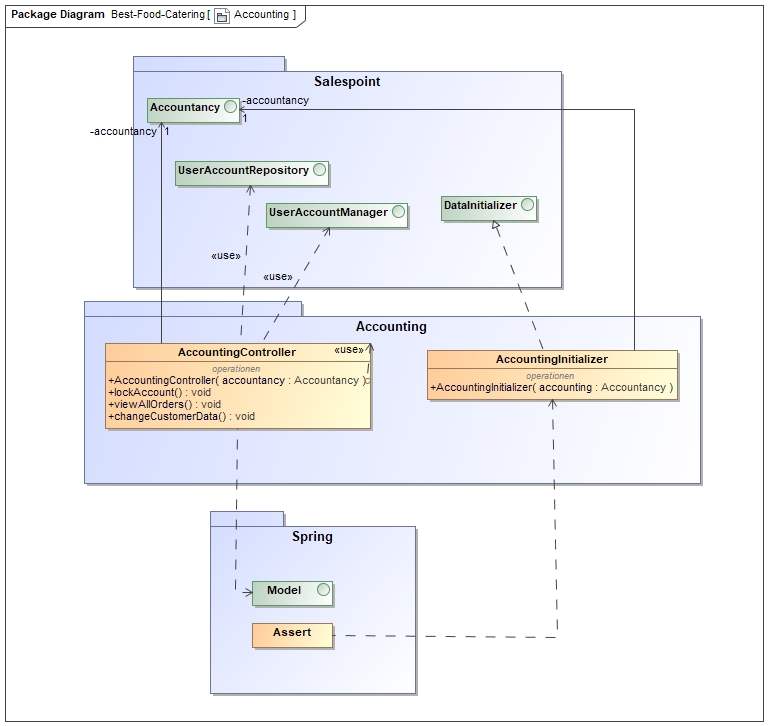 Package Diagram Best-Food-Catering [ Accounting ]
Salespoint
Accountancy
-accountancy
1
-accountancy 1
UserAccountRepository
UserAccountManager
DataInitializer
«use»
«use»
Accounting
AccountingController
«use»
operationen
+AccountingController( accountancy : Accountancy )
+lockAccount() : void
+viewAllOrders() : void
+changeCustomerData() : void
AccountingInitializer
operationen
+AccountingInitializer( accounting : Accountancy )
Spring
Model
Assert